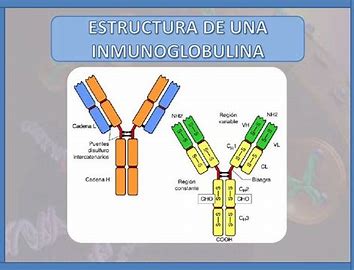 ESTRUCTURA DE UNA
INMUNOGLOBULINA
Cadena L
Puentes
disulfuro
intercatenarios
Cadena H
NH2
Región
variable
VH
NH2
VL
CH1
CL
Bisagra
Región
constante
CH2
CHO
CHO
CH3
COOH